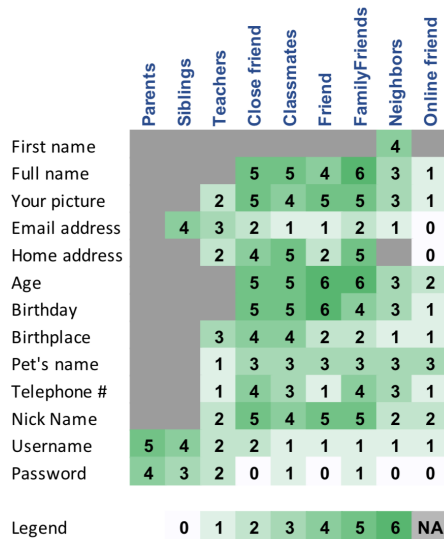 Parents Siblings Teachers Close friend Classmates Friend FamilyFriends Neighbors Online friend
First name 4
Full name 5 5 4 6 3 1
Your picture 2 5 4 5 5 3 1
Email address 4 3 2 1 1 2 1 0
Home address 2 4 5 2 5 0
Age 5 5 6 6 3 2
Birthday 5 5 6 4 3 1
Birthplace 3 4 4 2 2 1 1
Pet's name 1 3 3 3 3 3 3
Telephone # 1 4 3 1 4 3 1
Nick Name 2 5 4 5 5 2 2
Username 5 4 2 2 1 1 1 1 1
Password 4 3 2 0 1 0 1 0 0
Legend 0 1 2 3 4 5 6 NA